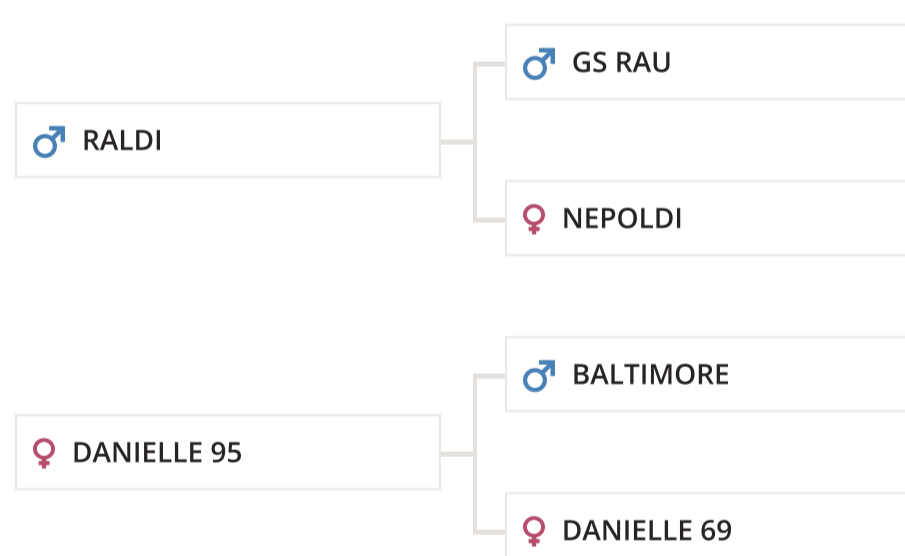 GS RAU
RALDI
NEPOLDI
BALTIMORE
DANIELLE 95
DANIELLE 69